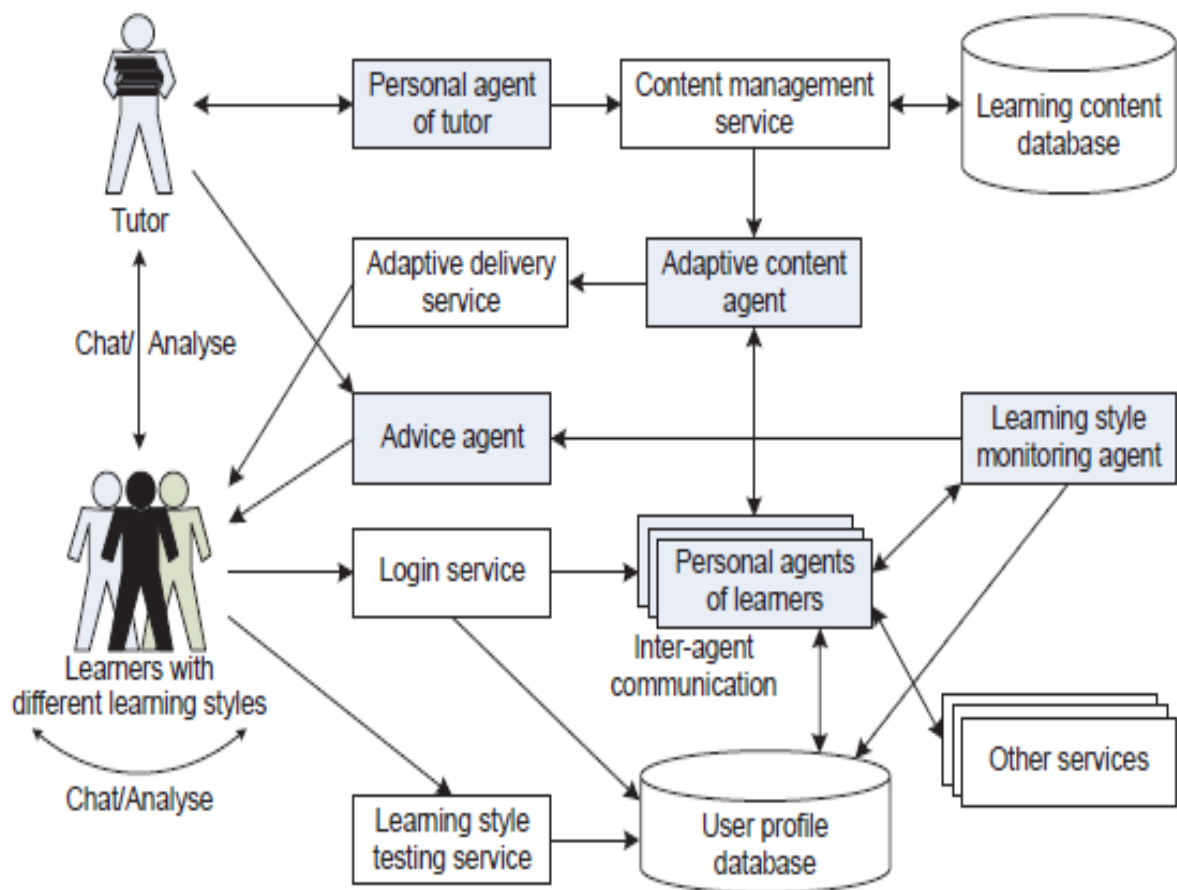 Personal agent
of tutor
Content management
service
Learning content
database
Tutor
Adaptive delivery
service
Adaptive content
agent
Chat/ Analyse
Advice agent
Learning style
monitoring agent
Login service
Personal agents
of learners
Inter-agent
communication
Learners with
different learning styles
Chat/Analyse
Other services
Learning style
testing service
User profile
database